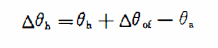 Δθₕ = θₕ + Δθₒf − θₐ